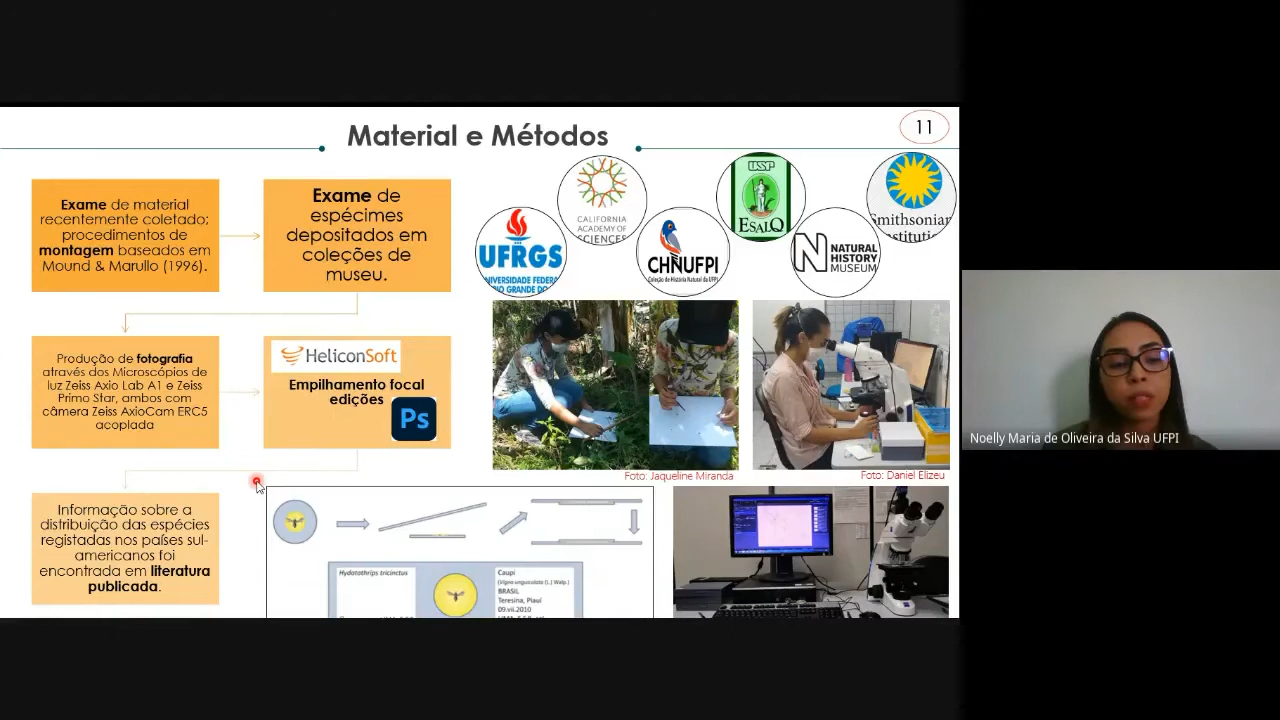 Material e Métodos
11
Exame de material
recentemente coletado;
procedimentos de
montagem baseados em
Mound & Marullo (1996).
Exame de
espécimes
depositados em
coleções de
museu.
Produção de fotografia
através dos Microscópios de
luz Zeiss Axio Lab A1 e Zeiss
Primo Star, ambos com
câmera Zeiss AxioCam ERC5
acoplada
HeliconSoft
Empilhamento focal
edições
Ps
Informação sobre a
distribuição das espécies
registadas nos países sul-
americanos foi
encontrada em literatura
publicada.
UFRGS
CALIFORNIA
ACADEMY OF
SCIENCES
CHNUFPI
Coleção de História Natural da UFPI
USP
ESALQ
NATURAL
HISTORY
MUSEUM
Smithsonian
Foto: Jaqueline Miranda
Foto: Daniel Elizeu
Hydatothrips tricinctus
Caupi
(Vigna unguiculata (L.) Walp.)
BRASIL
Teresina, Piauí
09.vii.2010
Noelly Maria de Oliveira da Silva UFPI